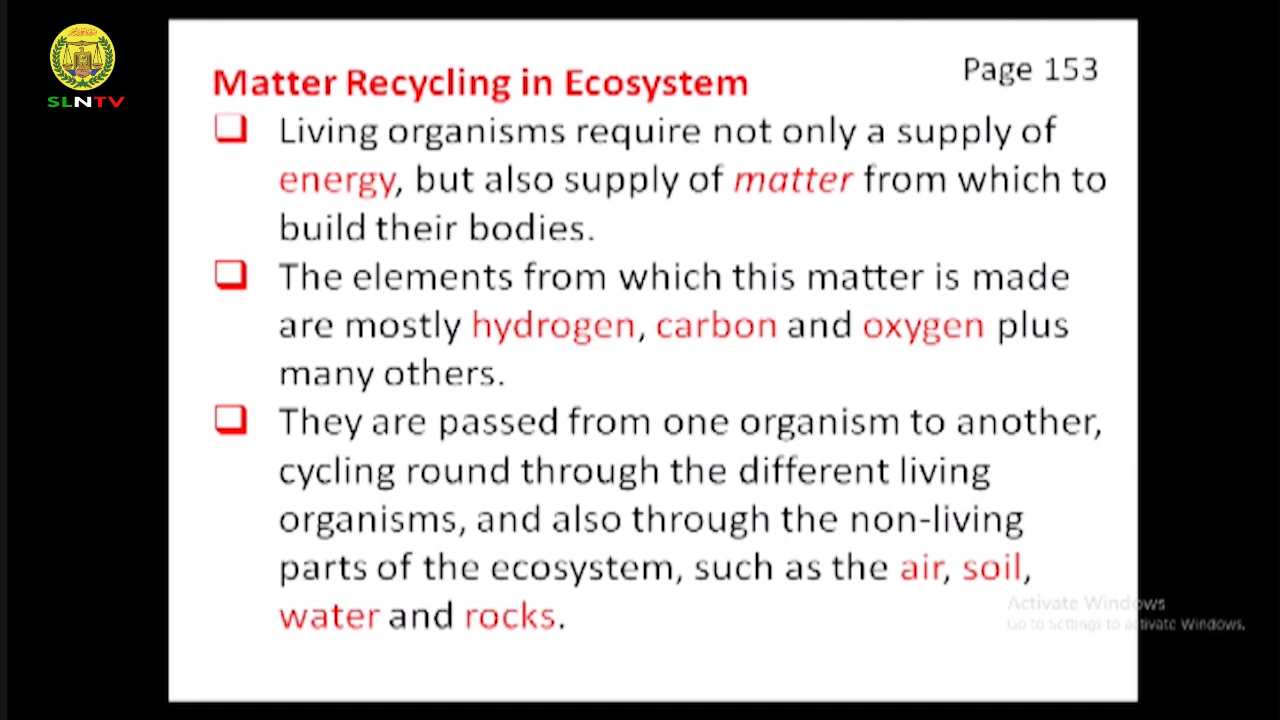 SLNTV
Page 153
Matter Recycling in Ecosystem
Living organisms require not only a supply of
energy, but also supply of matter from which to
build their bodies.
The elements from which this matter is made
are mostly hydrogen, carbon and oxygen plus
many others.
They are passed from one organism to another,
cycling round through the different living
organisms, and also through the non-living
parts of the ecosystem, such as the air, soil,
water and rocks.
Activate Windows
Go to Settings to activate Windows.